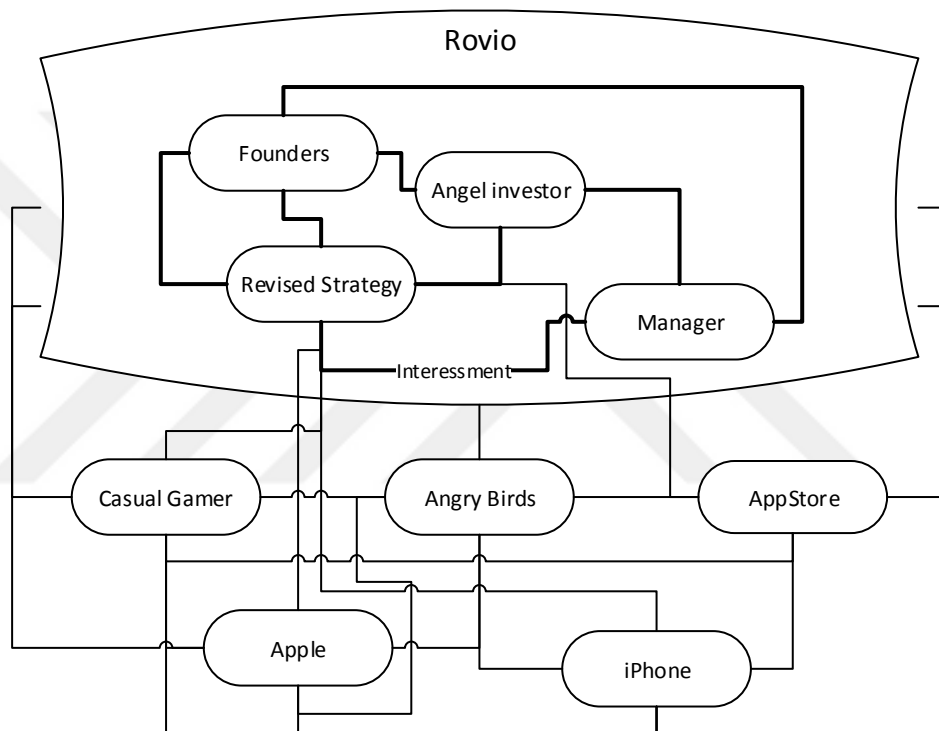 Rovio
Founders
Angel investor
Revised Strategy
Manager
Interessment
Casual Gamer
Angry Birds
AppStore
Apple
iPhone